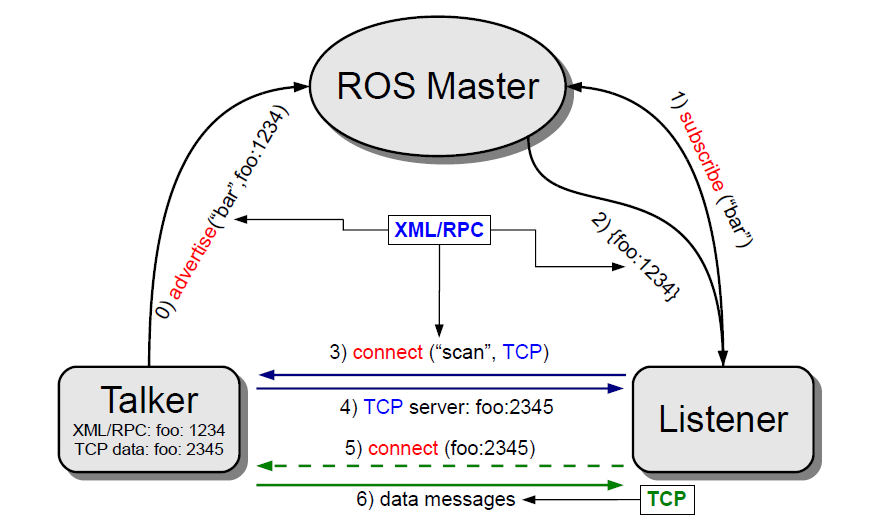 ROS Master
0) advertise(“bar”,foo:1234)
1) subscribe (“bar”)
XML/RPC
2) {foo:1234}
3) connect (“scan”, TCP)
Talker
XML/RPC: foo: 1234
TCP data: foo: 2345
4) TCP server: foo:2345
Listener
5) connect (foo:2345)
6) data messages
TCP